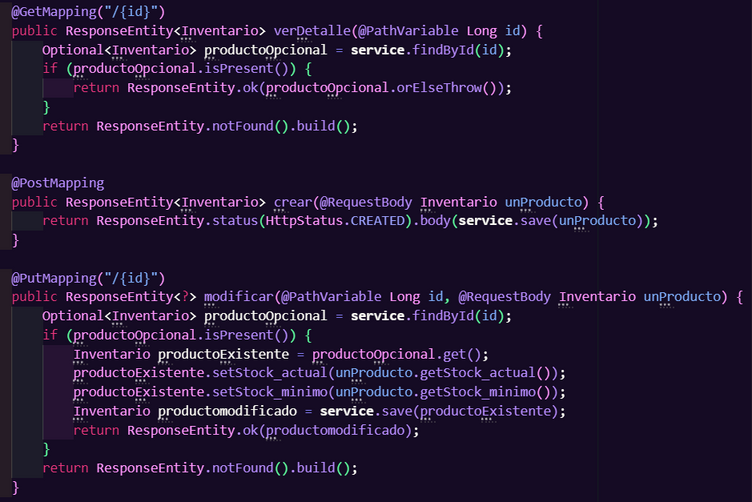 @GetMapping("/{id}")
public ResponseEntity<Inventario> verDetalle(@PathVariable Long id) {
    Optional<Inventario> productoOpcional = service.findById(id);
    if (productoOpcional.isPresent()) {
        return ResponseEntity.ok(productoOpcional.orElseThrow());
    }
    return ResponseEntity.notFound().build();
}
@PostMapping
public ResponseEntity<Inventario> crear(@RequestBody Inventario unProducto) {
    return ResponseEntity.status(HttpStatus.CREATED).body(service.save(unProducto));
}
@PutMapping("/{id}")
public ResponseEntity<?> modificar(@PathVariable Long id, @RequestBody Inventario unProducto) {
    Optional<Inventario> productoOpcional = service.findById(id);
    if (productoOpcional.isPresent()) {
        Inventario productoExistente = productoOpcional.get();
        productoExistente.setStock_actual(unProducto.getStock_actual());
        productoExistente.setStock_minimo(unProducto.getStock_minimo());
        Inventario productomodificado = service.save(productoExistente);
        return ResponseEntity.ok(productomodificado);
    }
    return ResponseEntity.notFound().build();
}